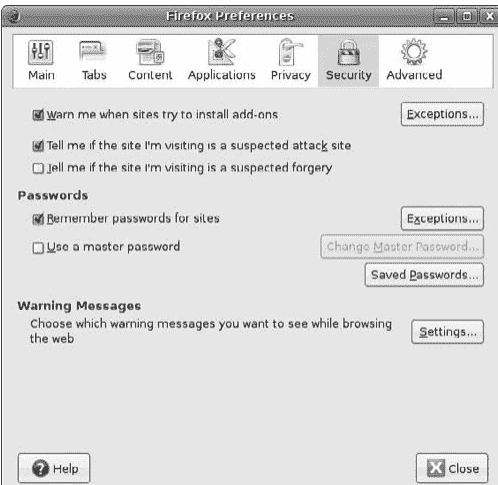 Firefox Preferences
Main Tabs Content Applications Privacy Security Advanced
Warn me when sites try to install add-ons Exceptions...
Tell me if the site I'm visiting is a suspected attack site
Tell me if the site I'm visiting is a suspected forgery
Passwords
Remember passwords for sites Exceptions...
Use a master password Change Master Password...
Saved Passwords...
Warning Messages
Choose which warning messages you want to see while browsing
the web Settings...
Help Close